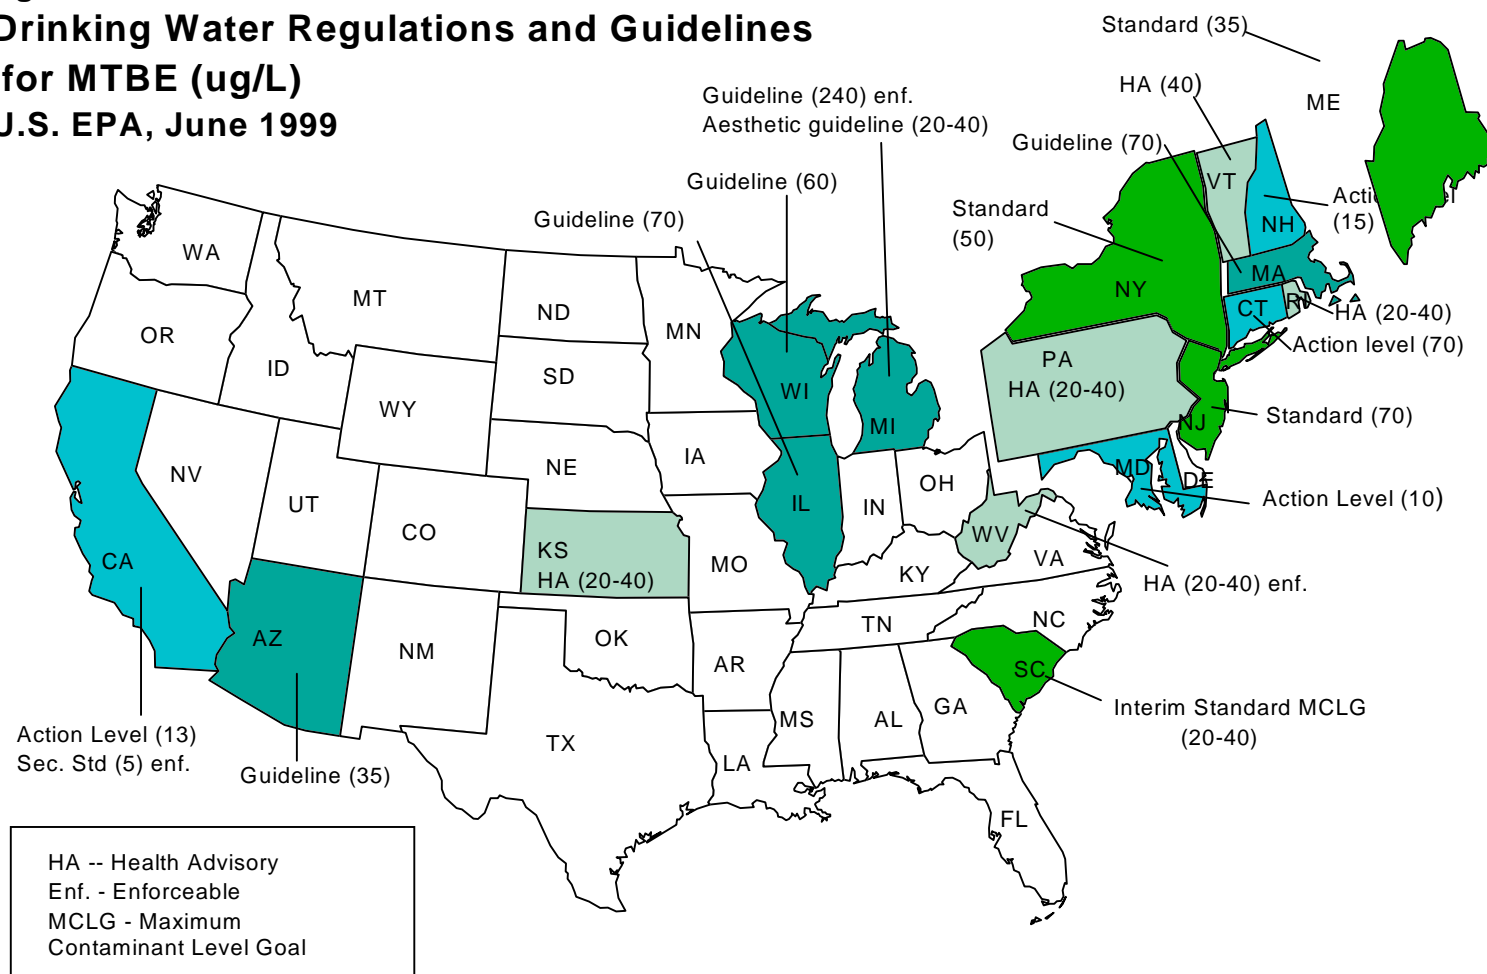 Drinking Water Regulations and Guidelines
for MTBE (ug/L)
U.S. EPA, June 1999
Standard (35)
HA (40)
ME
Guideline (240) enf.
Aesthetic guideline (20-40)
Guideline (70)
Guideline (60)
VT
Guideline (70)
Standard
(50)
NH
(15)
WA
MT
ND
MN
OR
ID
SD
WY
WI
MI
NY
MA
CT
RI
HA (20-40)
Action level (70)
PA
HA (20-40)
NJ
Standard (70)
NV
UT
NE
IA
IL
IN
OH
MD
DE
Action Level (10)
CA
CO
KS
HA (20-40)
MO
KY
WV
VA
HA (20-40) enf.
AZ
NM
OK
AR
TN
NC
SC
Interim Standard MCLG
(20-40)
TX
LA
MS
AL
GA
FL
Action Level (13)
Sec. Std (5) enf.
Guideline (35)
HA -- Health Advisory
Enf. - Enforceable
MCLG - Maximum
Contaminant Level Goal